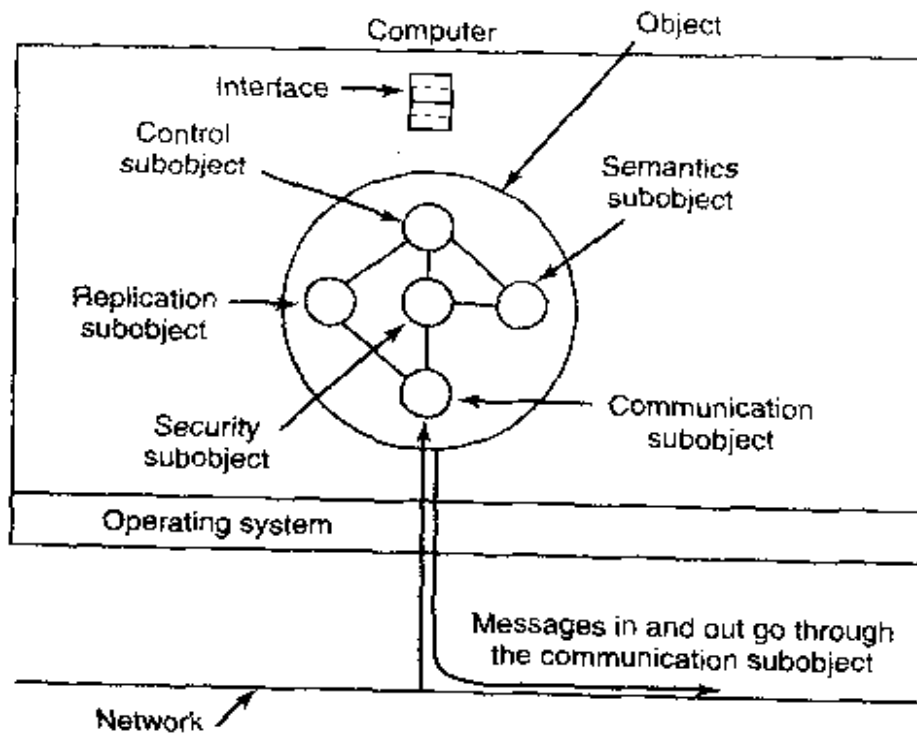 Computer
Object
Interface
Control
subobject
Semantics
subobject
Replication
subobject
Security
subobject
Communication
subobject
Operating system
Messages in and out go through
the communication subobject
Network